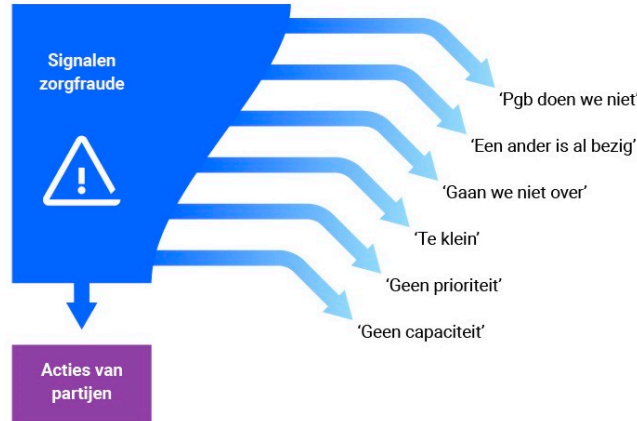 Signalen
zorgfraude
‘Pgb doen we niet’
‘Een ander is al bezig’
‘Gaan we niet over’
‘Te klein’
‘Geen prioriteit’
‘Geen capaciteit’
Acties van
partijen